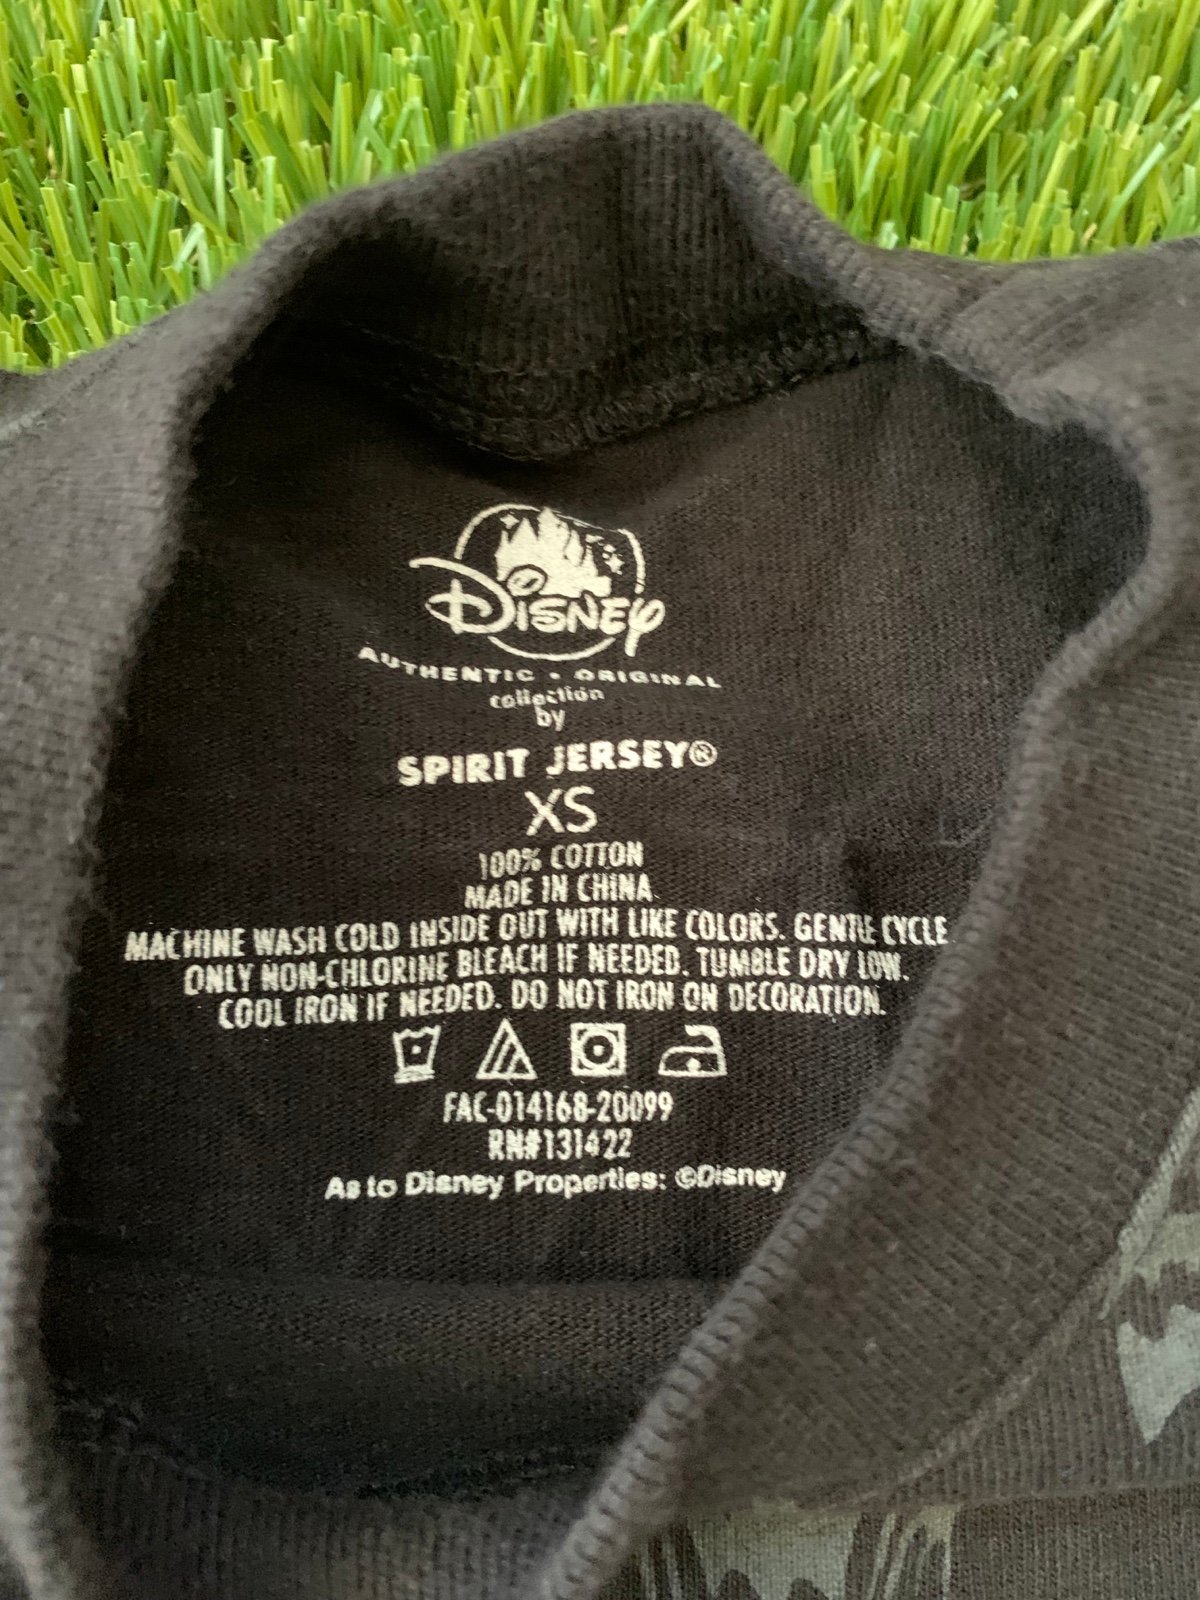 Disney
AUTHENTIC • ORIGINAL
collection
by
SPIRIT JERSEY®
XS
100% COTTON
MADE IN CHINA
MACHINE WASH COLD INSIDE OUT WITH LIKE COLORS. GENTLE CYCLE.
ONLY NON-CHLORINE BLEACH IF NEEDED. TUMBLE DRY LOW.
COOL IRON IF NEEDED. DO NOT IRON ON DECORATION.
FAC-014168-20099
RN#131422
As to Disney Properties: ©Disney